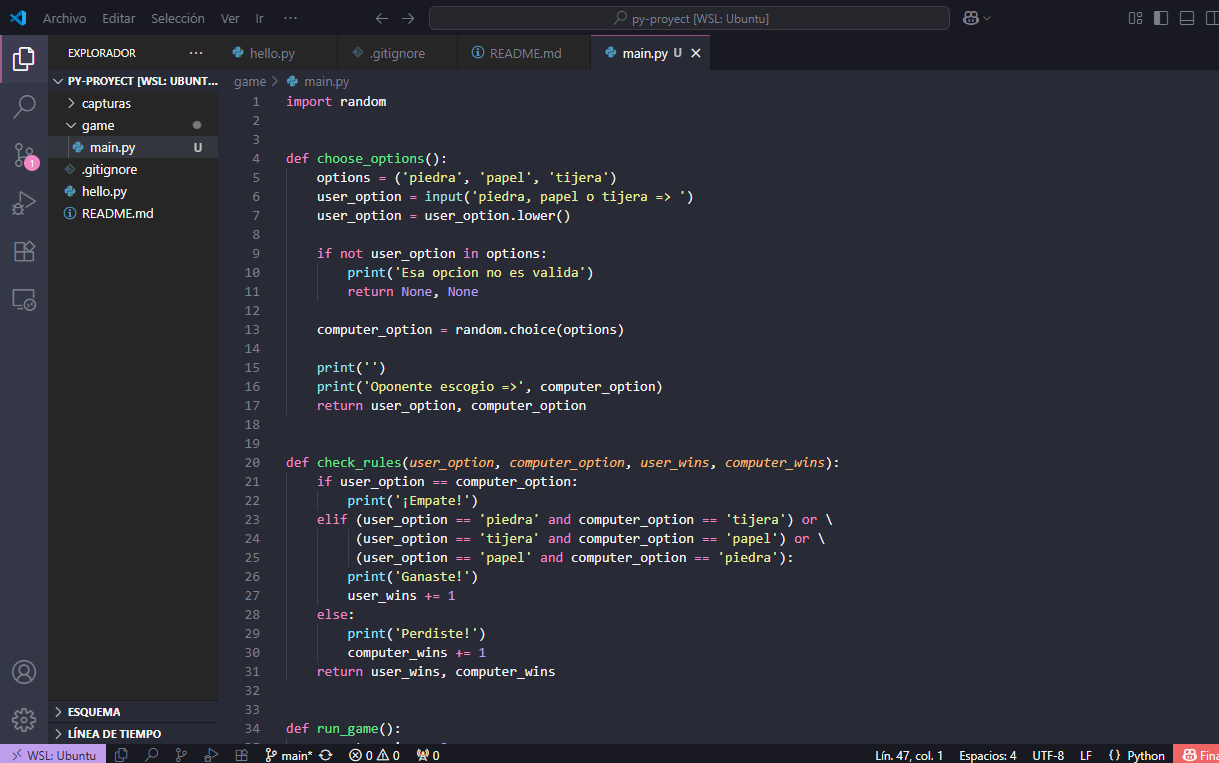 Archivo Editar Selección Ver Ir ···
py-proyect [WSL: Ubuntu]
EXPLORADOR ···
hello.py
.gitignore
README.md
main.py U
PY-PROYECT [WSL: UBUNT...
capturas
game
main.py U
.gitignore
hello.py
README.md
ESQUEMA
LÍNEA DE TIEMPO
1
game > main.py
1 import random
2
3
4 def choose_options():
5     options = ('piedra', 'papel', 'tijera')
6     user_option = input('piedra, papel o tijera => ')
7     user_option = user_option.lower()
8
9     if not user_option in options:
10         print('Esa opcion no es valida')
11         return None, None
12
13     computer_option = random.choice(options)
14
15     print('')
16     print('Oponente escogio =>', computer_option)
17     return user_option, computer_option
18
19
20 def check_rules(user_option, computer_option, user_wins, computer_wins):
21     if user_option == computer_option:
22         print('¡Empate!')
23     elif (user_option == 'piedra' and computer_option == 'tijera') or \
24          (user_option == 'tijera' and computer_option == 'papel') or \
25          (user_option == 'papel' and computer_option == 'piedra'):
26         print('Ganaste!')
27         user_wins += 1
28     else:
29         print('Perdiste!')
30         computer_wins += 1
31     return user_wins, computer_wins
32
33
34 def run_game():
WSL: Ubuntu
main*
0 0
0
Lín. 47, col. 1
Espacios: 4
UTF-8
LF
{} Python
Fina